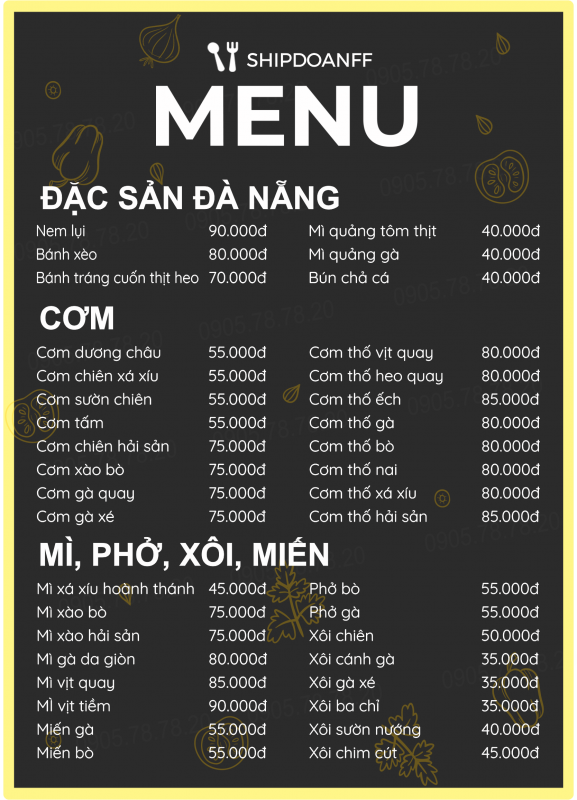 SHIPDOANFF
MENU
ĐẶC SẢN ĐÀ NẴNG
Nem lụi 90.000đ
Bánh xèo 80.000đ
Bánh tráng cuốn thịt heo 70.000đ
Mì quảng tôm thịt 40.000đ
Mì quảng gà 40.000đ
Bún chả cá 40.000đ
CƠM
Cơm dương châu 55.000đ
Cơm chiên xá xíu 55.000đ
Cơm sườn chiên 55.000đ
Cơm tấm 55.000đ
Cơm chiên hải sản 75.000đ
Cơm xào bò 75.000đ
Cơm gà quay 75.000đ
Cơm gà xé 75.000đ
Cơm thố vịt quay 80.000đ
Cơm thố heo quay 80.000đ
Cơm thố ếch 85.000đ
Cơm thố gà 80.000đ
Cơm thố bò 80.000đ
Cơm thố nai 80.000đ
Cơm thố xá xíu 80.000đ
Cơm thố hải sản 85.000đ
MÌ, PHỞ, XÔI, MIẾN
Mì xá xíu hoành thánh 45.000đ
Mì xào bò 75.000đ
Mì xào hải sản 75.000đ
Mì gà da giòn 80.000đ
Mì vịt quay 85.000đ
MÌ vịt tiềm 90.000đ
Miến gà 55.000đ
Miến bò 55.000đ
Phở bò 55.000đ
Phở gà 55.000đ
Xôi chiên 50.000đ
Xôi cánh gà 35.000đ
Xôi gà xé 35.000đ
Xôi ba chỉ 35.000đ
Xôi sườn nướng 40.000đ
Xôi chim cút 45.000đ
0905.78.78.20